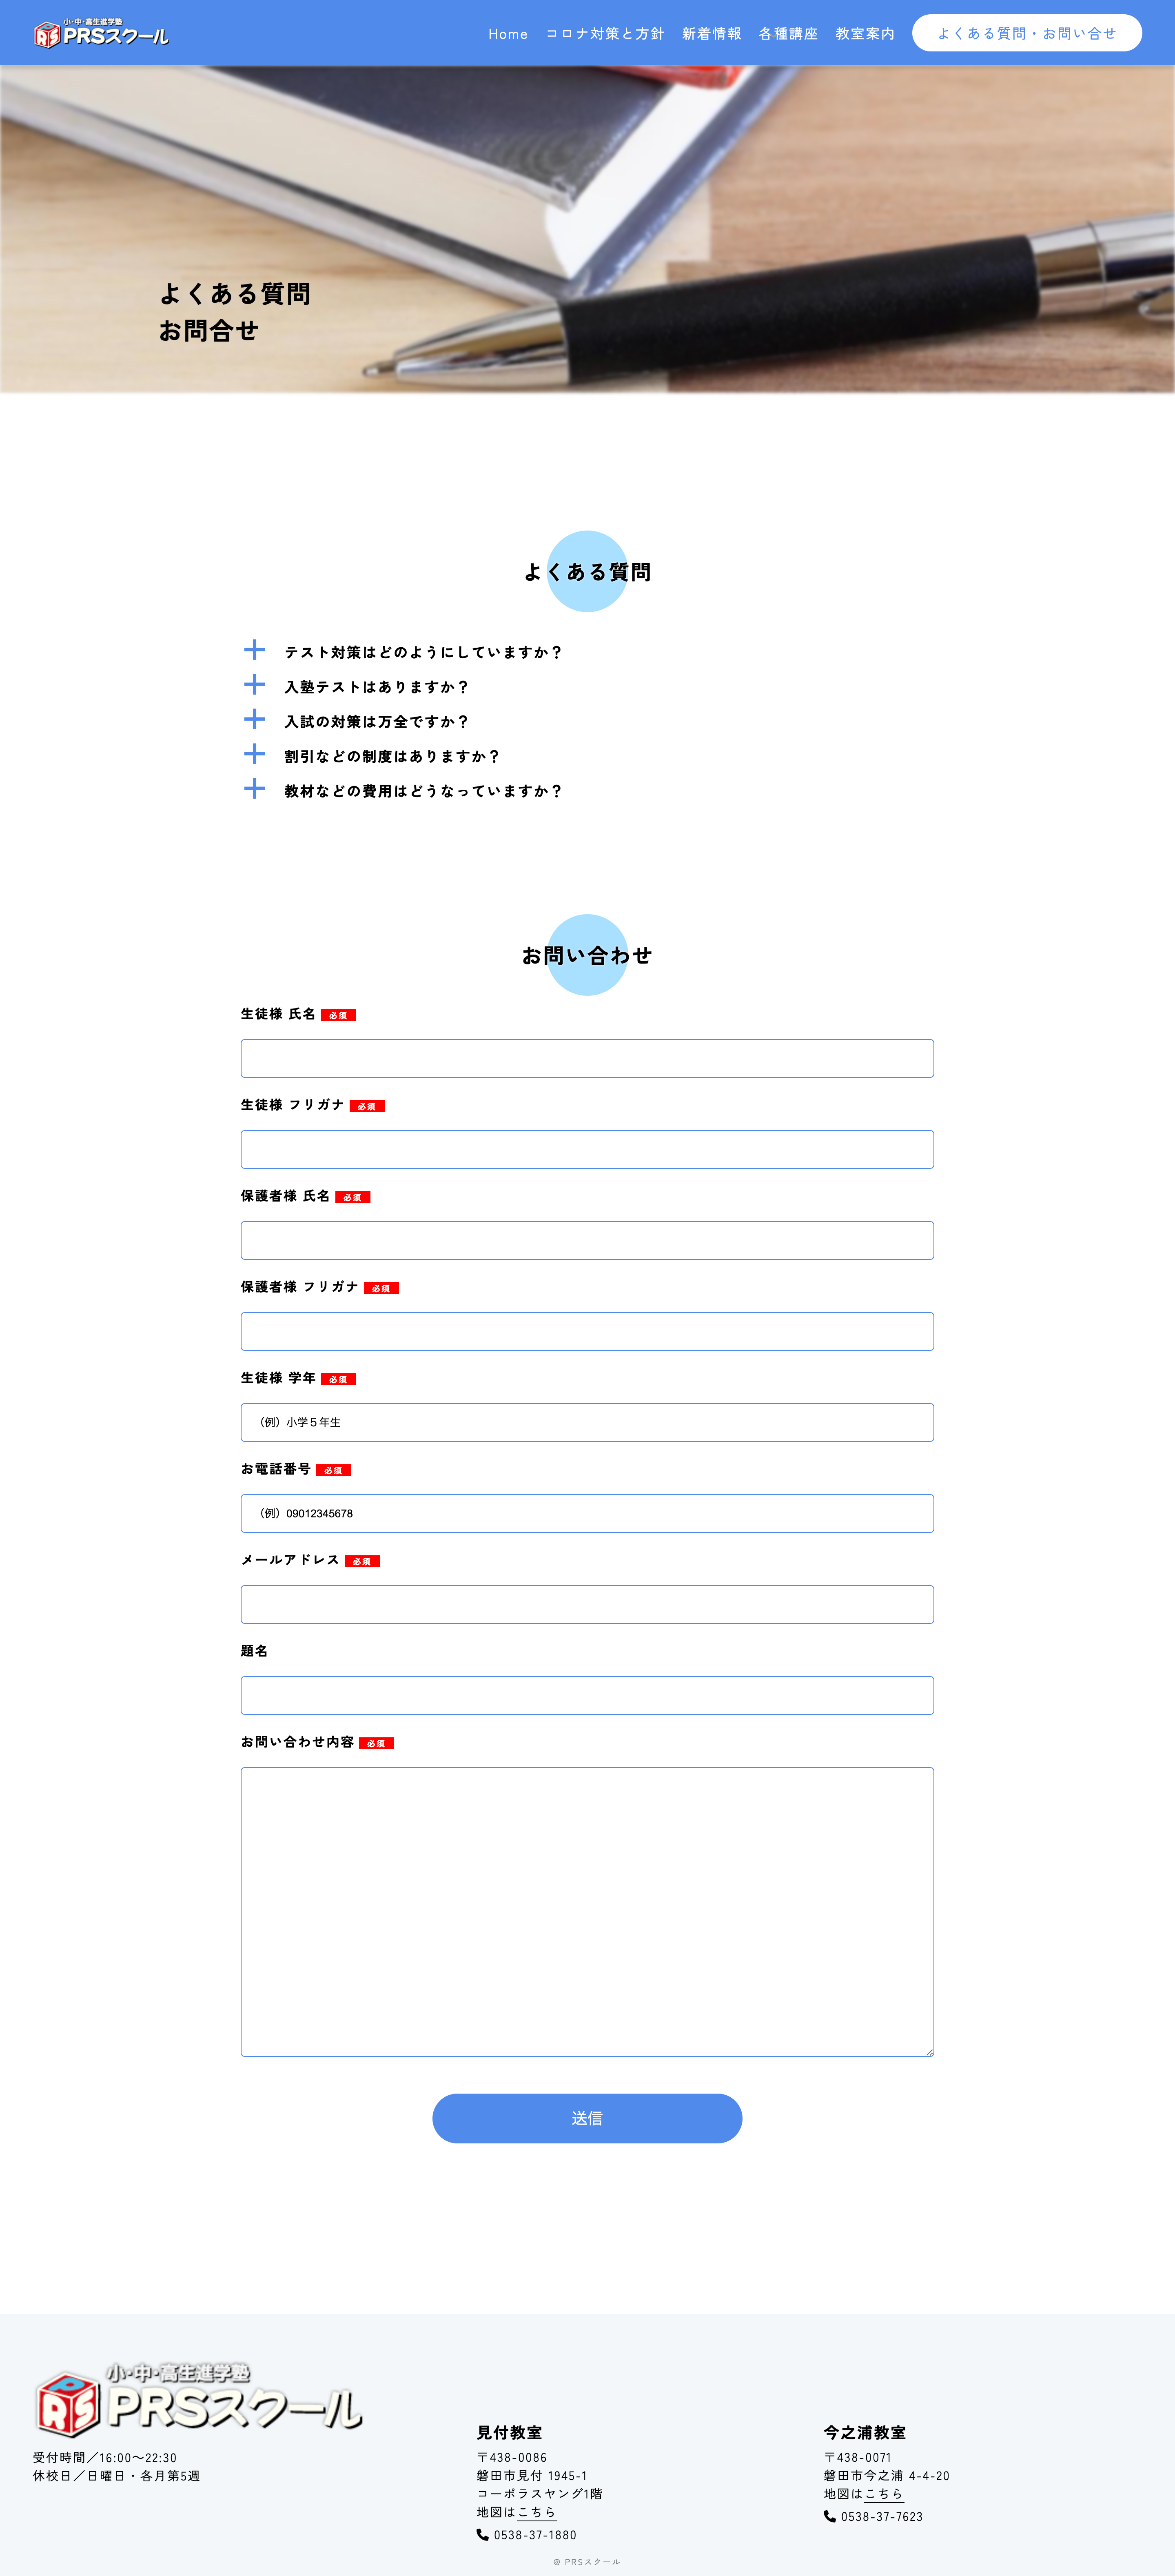 小・中・高生進学塾
PRSスクール
Home コロナ対策と方針 新着情報 各種講座 教室案内 よくある質問・お問い合せ
よくある質問
お問合せ
よくある質問
テスト対策はどのようにしていますか？
入塾テストはありますか？
入試の対策は万全ですか？
割引などの制度はありますか？
教材などの費用はどうなっていますか？
お問い合わせ
生徒様 氏名 必須
生徒様 フリガナ 必須
保護者様 氏名 必須
保護者様 フリガナ 必須
生徒様 学年 必須
（例）小学５年生
お電話番号 必須
（例）09012345678
メールアドレス 必須
題名
お問い合わせ内容 必須
送信
小・中・高生進学塾
PRSスクール
受付時間／16:00〜22:30
休校日／日曜日・各月第5週
見付教室
〒438-0086
磐田市見付 1945-1
コーポラスヤング1階
地図はこちら
0538-37-1880
今之浦教室
〒438-0071
磐田市今之浦 4-4-20
地図はこちら
0538-37-7623
@ PRSスクール